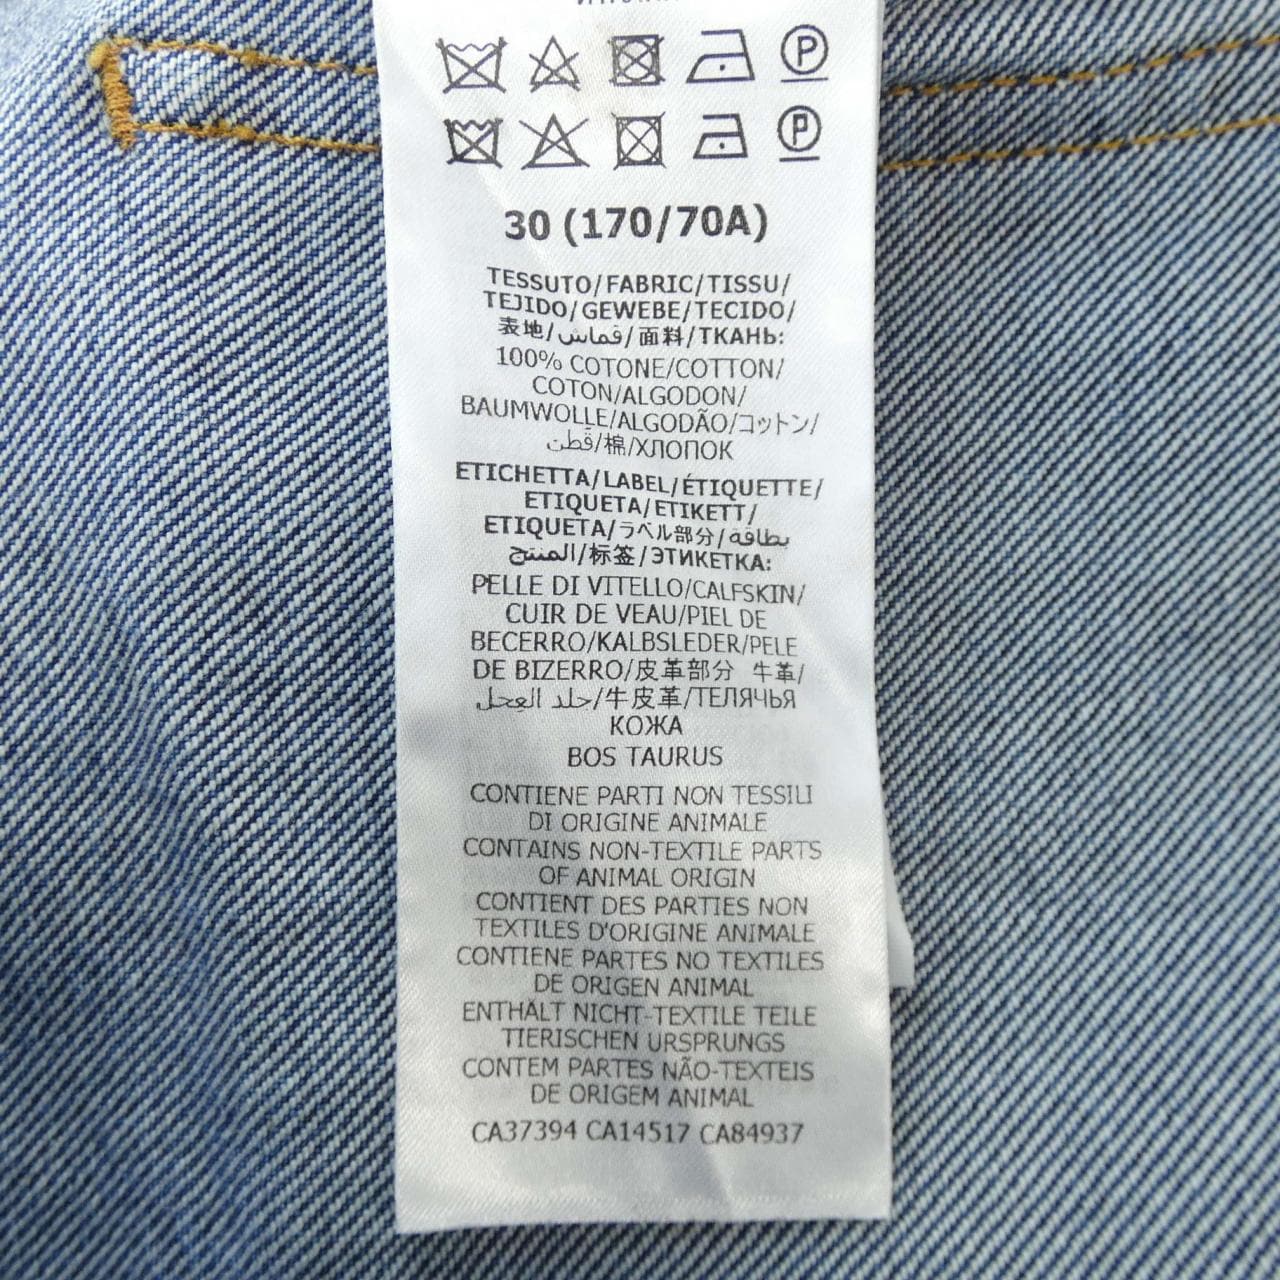 P
P
30 (170/70A)
TESSUTO/FABRIC/TISSU/
TEJIDO/GEWEBE/TECIDO/
表地/قماش/面料/ТКАНЬ:
100% COTONE/COTTON/
COTON/ALGODON/
BAUMWOLLE/ALGODÃO/コットン/
قطن/棉/ХЛОПОК
ETICHETTA/LABEL/ÉTIQUETTE/
ETIQUETA/ETIKETT/
ETIQUETA/ラベル部分/بطاقة
المنتج/标签/ЭТИКЕТКА:
PELLE DI VITELLO/CALFSKIN/
CUIR DE VEAU/PIEL DE
BECERRO/KALBSLEDER/PELE
DE BIZERRO/皮革部分 牛革/
جلد العجل/牛皮革/ТЕЛЯЧЬЯ
КОЖА
BOS TAURUS
CONTIENE PARTI NON TESSILI
DI ORIGINE ANIMALE
CONTAINS NON-TEXTILE PARTS
OF ANIMAL ORIGIN
CONTIENT DES PARTIES NON
TEXTILES D'ORIGINE ANIMALE
CONTIENE PARTES NO TEXTILES
DE ORIGEN ANIMAL
ENTHÄLT NICHT-TEXTILE TEILE
TIERISCHEN URSPRUNGS
CONTEM PARTES NÃO-TEXTEIS
DE ORIGEM ANIMAL
CA37394 CA14517 CA84937